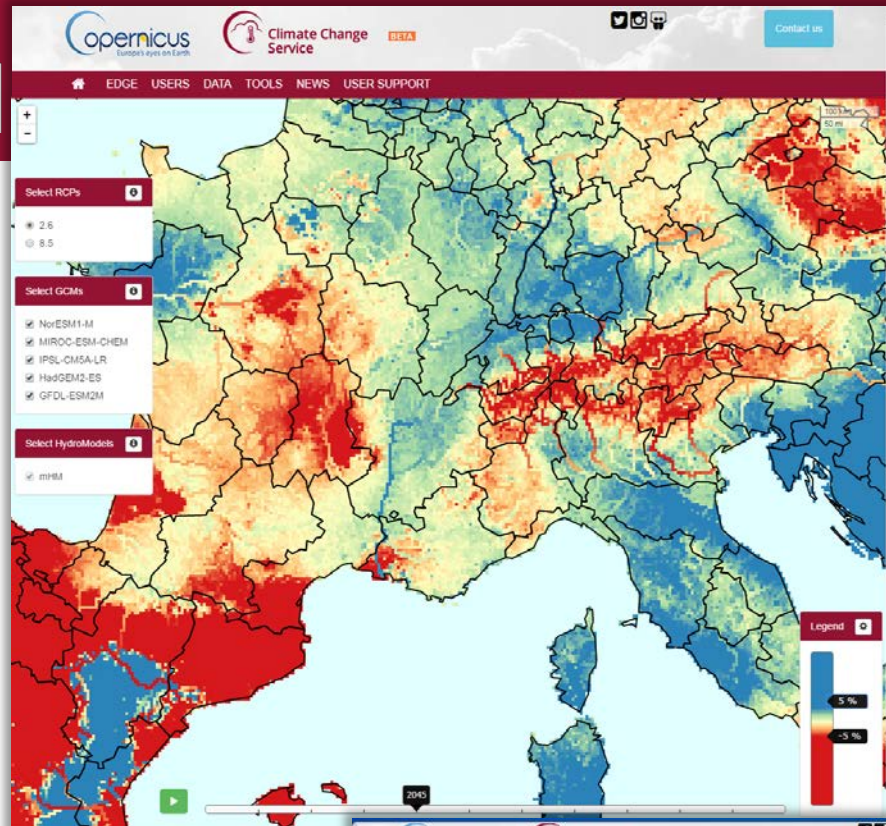 opernicus
Europe's eyes on Earth
Climate Change
Service
BETA
Contact us
EDGE USERS DATA TOOLS NEWS USER SUPPORT
+
-
50 mi
Select RCPs
2.6
8.5
Select GCMs
NorESM1-M
MIROC-ESM-CHEM
IPSL-CM5A-LR
HadGEM2-ES
GFDL-ESM2M
Select HydroModels
mHM
Legend
5 %
-5 %
2045